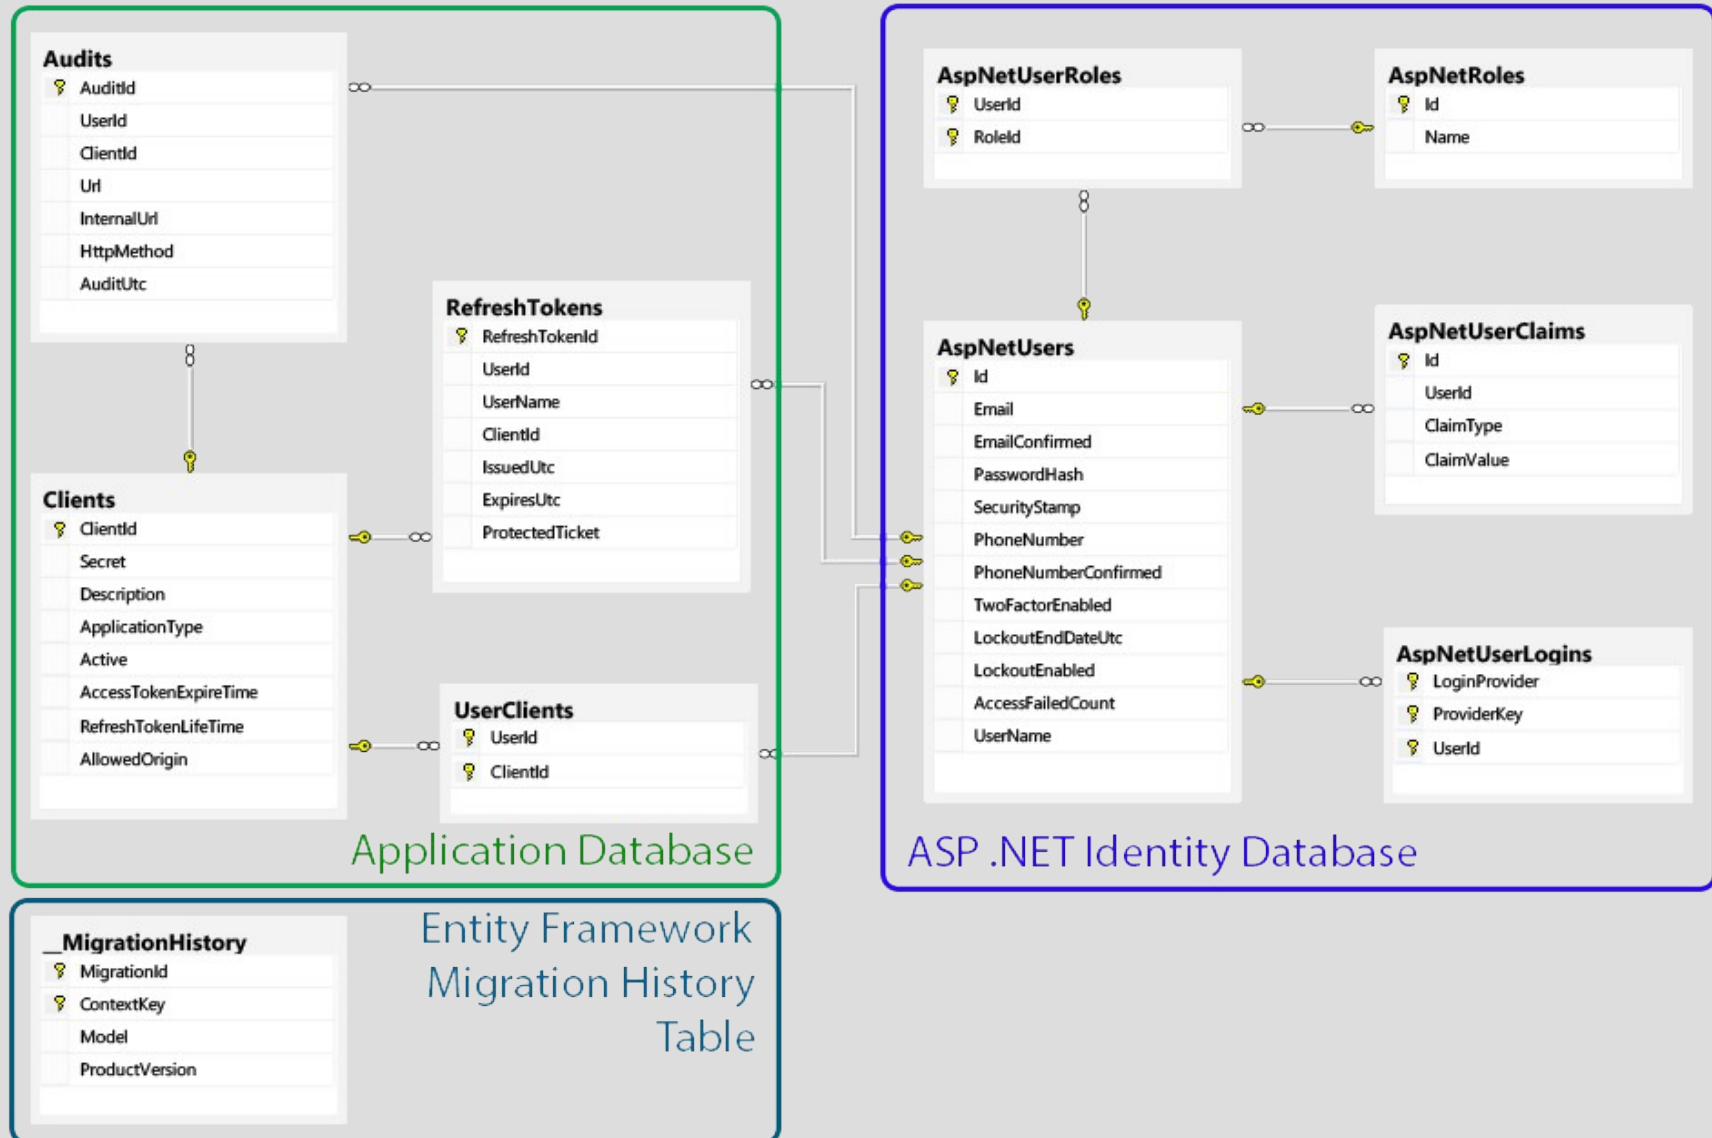 Audits
AuditId
UserId
ClientId
Url
InternalUrl
HttpMethod
AuditUtc
RefreshTokens
RefreshTokenId
UserId
UserName
ClientId
IssuedUtc
ExpiresUtc
ProtectedTicket
Clients
ClientId
Secret
Description
ApplicationType
Active
AccessTokenExpireTime
RefreshTokenLifeTime
AllowedOrigin
UserClients
UserId
ClientId
Application Database
AspNetUserRoles
UserId
RoleId
AspNetRoles
Id
Name
AspNetUsers
Id
Email
EmailConfirmed
PasswordHash
SecurityStamp
PhoneNumber
PhoneNumberConfirmed
TwoFactorEnabled
LockoutEndDateUtc
LockoutEnabled
AccessFailedCount
UserName
AspNetUserClaims
Id
UserId
ClaimType
ClaimValue
AspNetUserLogins
LoginProvider
ProviderKey
UserId
ASP .NET Identity Database
__MigrationHistory
MigrationId
ContextKey
Model
ProductVersion
Entity Framework
Migration History
Table